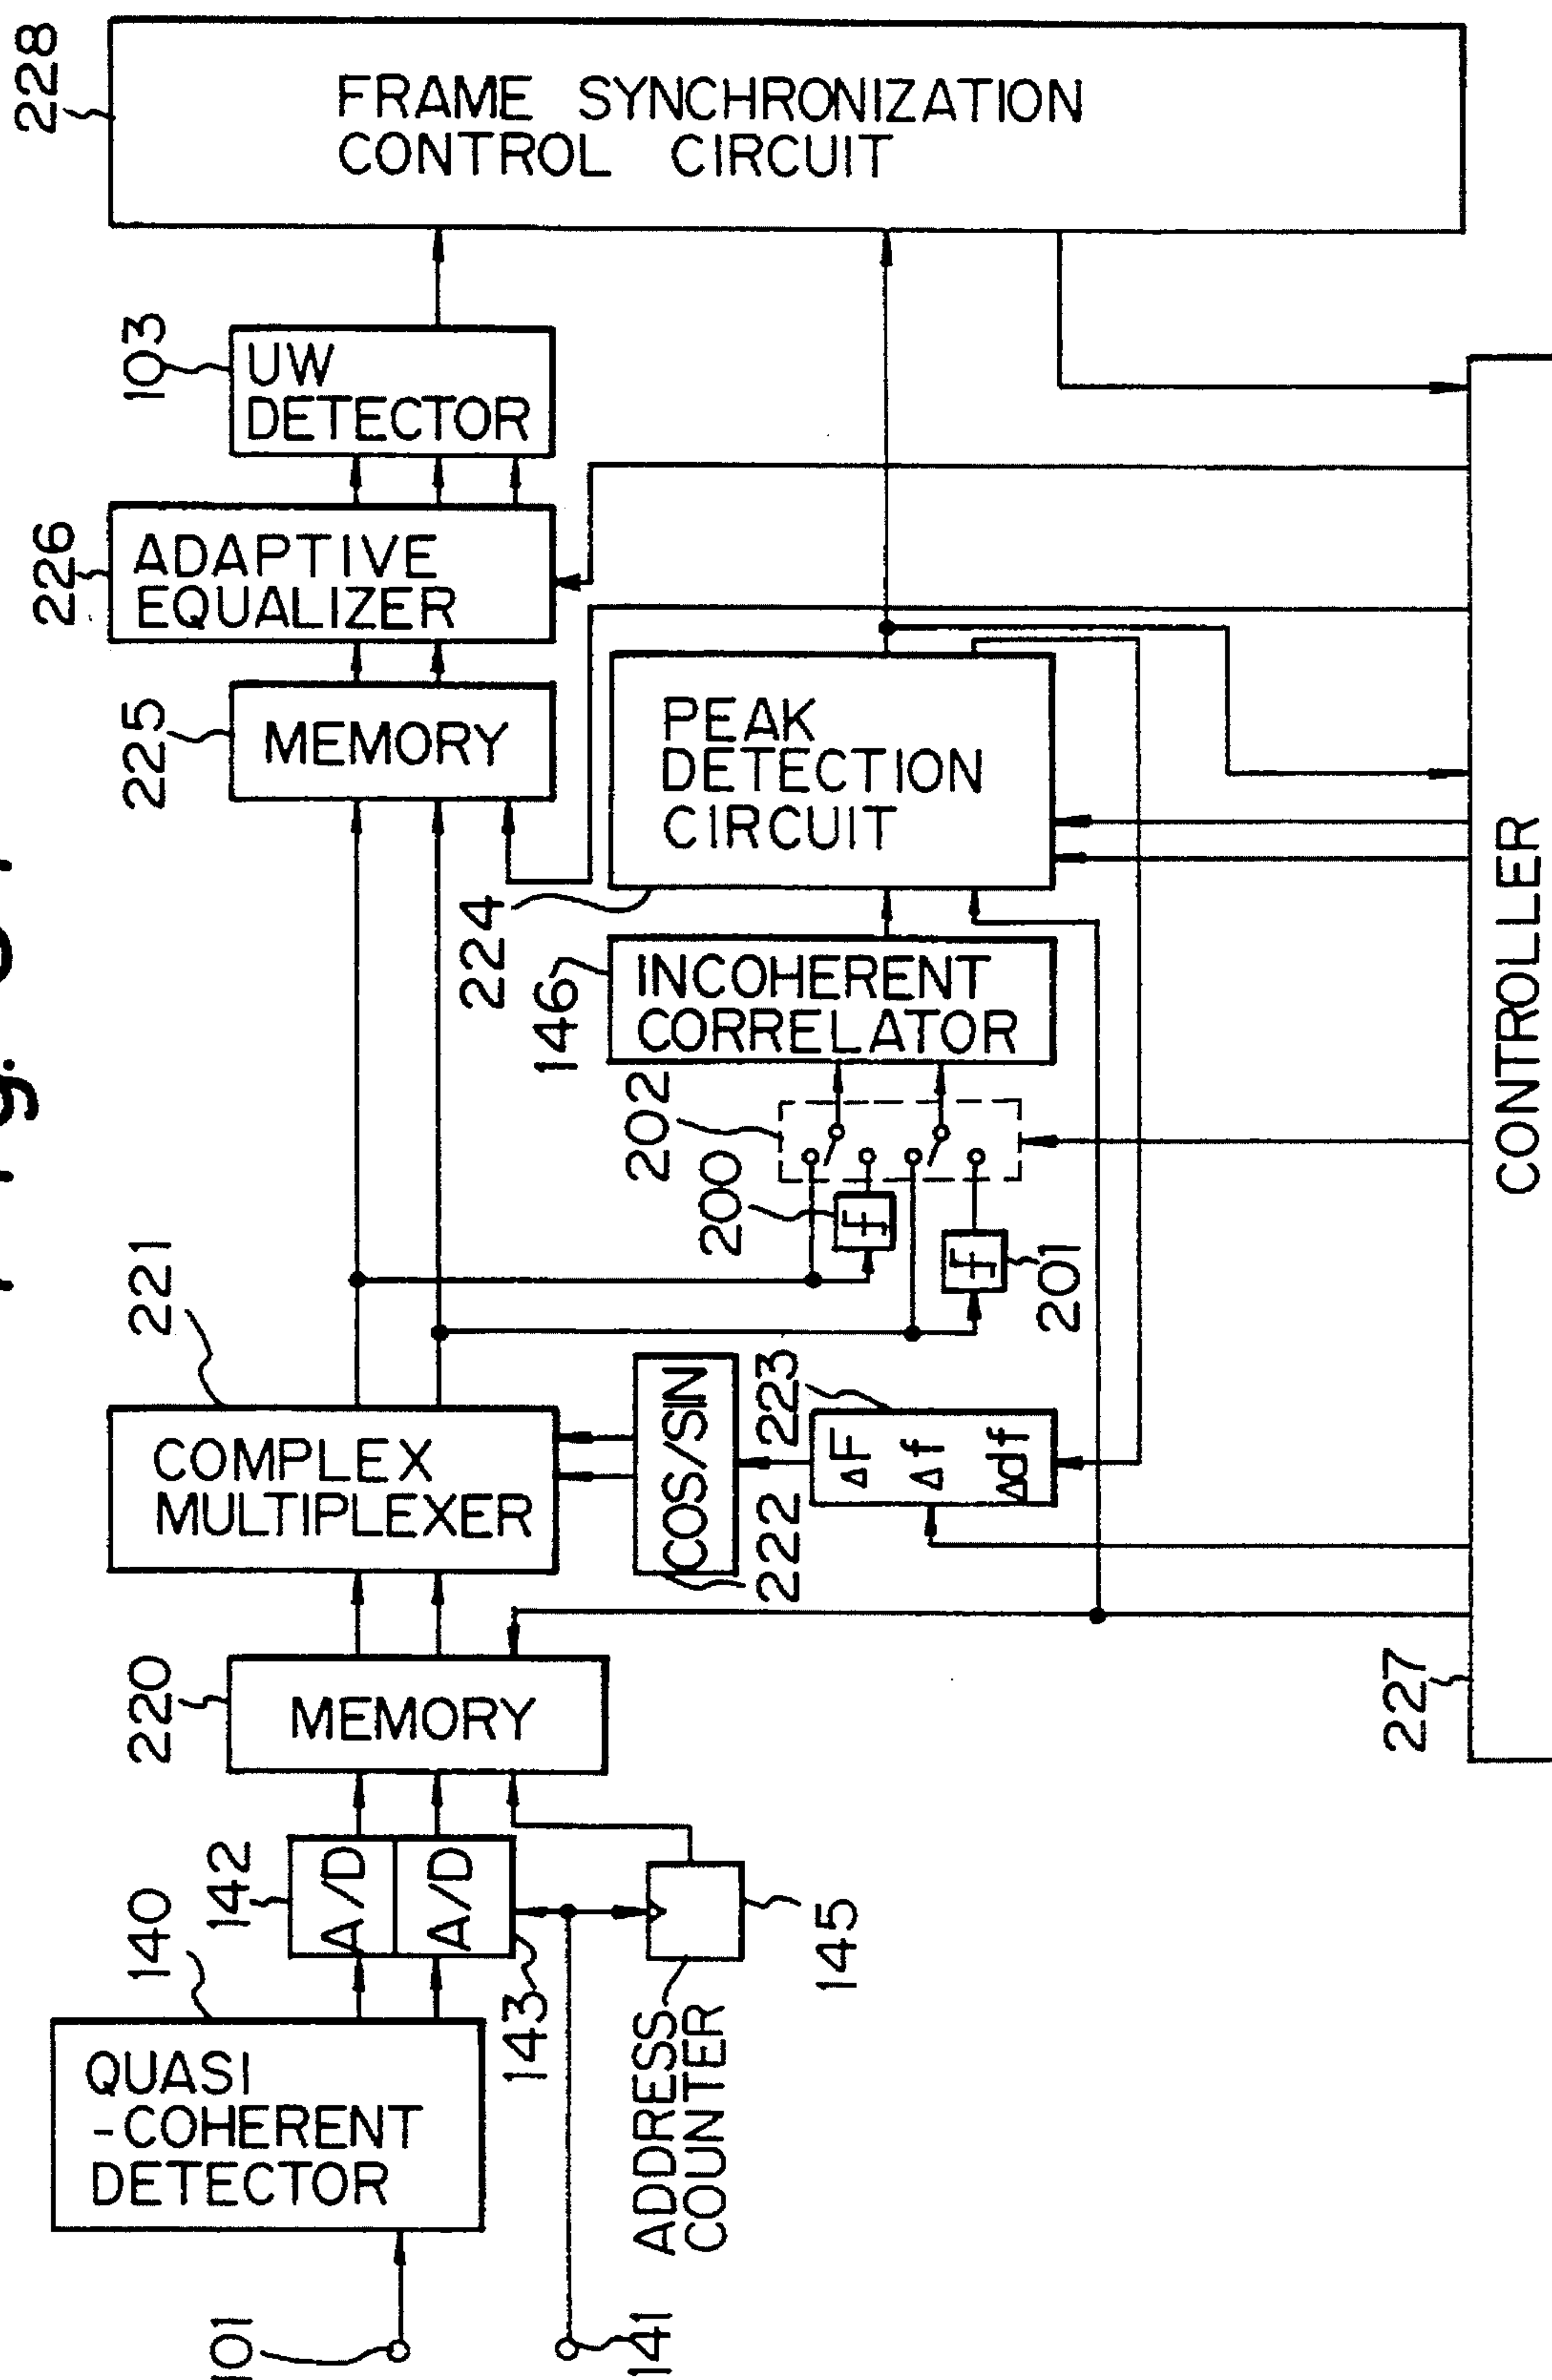 228
FRAME SYNCHRONIZATION
CONTROL CIRCUIT
103
UW
DETECTOR
226
ADAPTIVE
EQUALIZER
225
MEMORY
PEAK
DETECTION
CIRCUIT
224
146
INCOHERENT
CORRELATOR
202
200
201
221
COMPLEX
MULTIPLEXER
COS/SIN
222
223
ΔF
Δf
Δdf
220
MEMORY
CONTROLLER
227
142
A/D
A/D
143
140
QUASI
-COHERENT
DETECTOR
ADDRESS
COUNTER
145
101
141